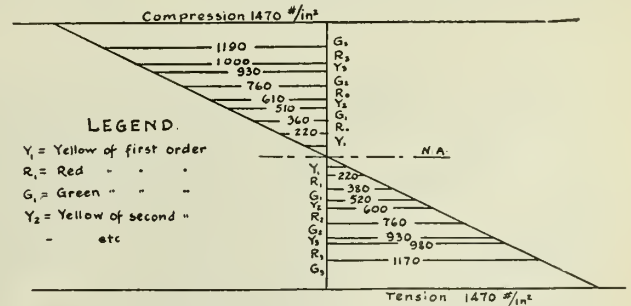 Compression 1470 #/in²
1190
1000
930
760
610
510
360
220
G₃
R₃
Y₃
G₂
R₂
Y₂
G₁
R₁
Y₁
LEGEND.
Y₁ = Yellow of first order
R₁ = Red " " "
G₁ = Green " " "
Y₂ = Yellow of second "
- etc
N.A.
Y₁
R₁
G₁
Y₂
R₂
G₂
Y₃
R₃
G₃
220
380
520
600
760
930
980
1170
Tension 1470 #/in²